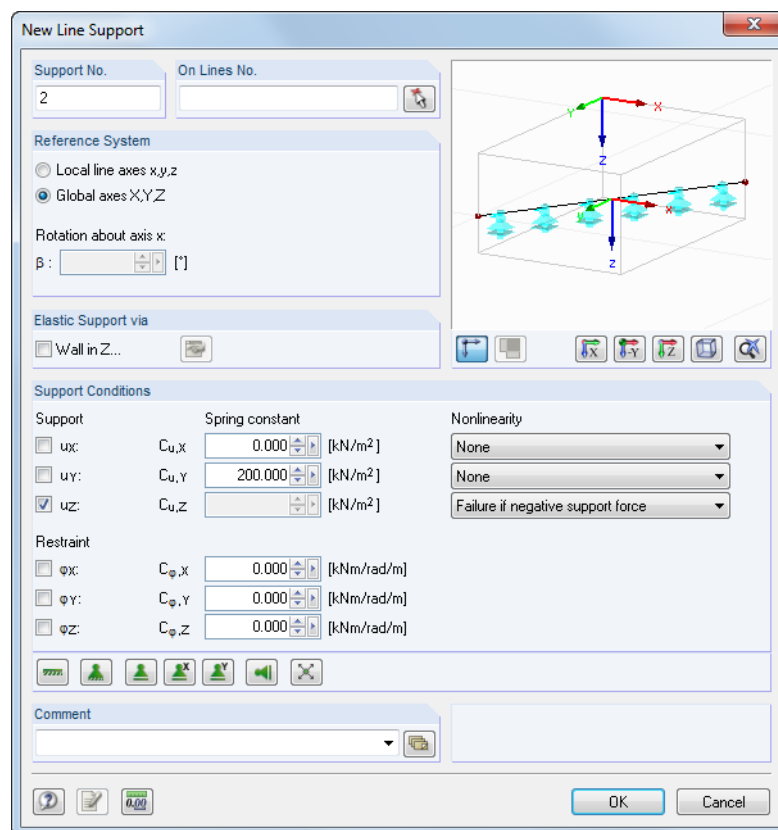 New Line Support
Support No.
On Lines No.
2
Reference System
Local line axes x,y,z
Global axes X,Y,Z
Rotation about axis x:
β :
[°]
Y
X
Z
Y
X
Z
Elastic Support via
Wall in Z...
X
-Y
Z
Support Conditions
Support
Spring constant
Nonlinearity
uX:
Cu,X
0.000
[kN/m²]
None
uY:
Cu,Y
200.000
[kN/m²]
None
uZ:
Cu,Z
[kN/m²]
Failure if negative support force
Restraint
φX:
Cφ,X
0.000
[kNm/rad/m]
φY:
Cφ,Y
0.000
[kNm/rad/m]
φZ:
Cφ,Z
0.000
[kNm/rad/m]
X
Y
Comment
?
0.00
OK
Cancel